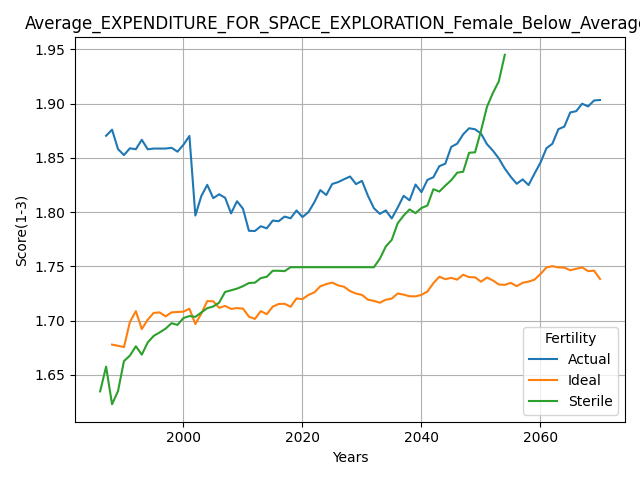 Average_EXPENDITURE_FOR_SPACE_EXPLORATION_Female_Below_Average
1.95
1.90
1.85
1.80
1.75
1.70
1.65
Score(1-3)
2000 2020 2040 2060
Years
Fertility
Actual
Ideal
Sterile